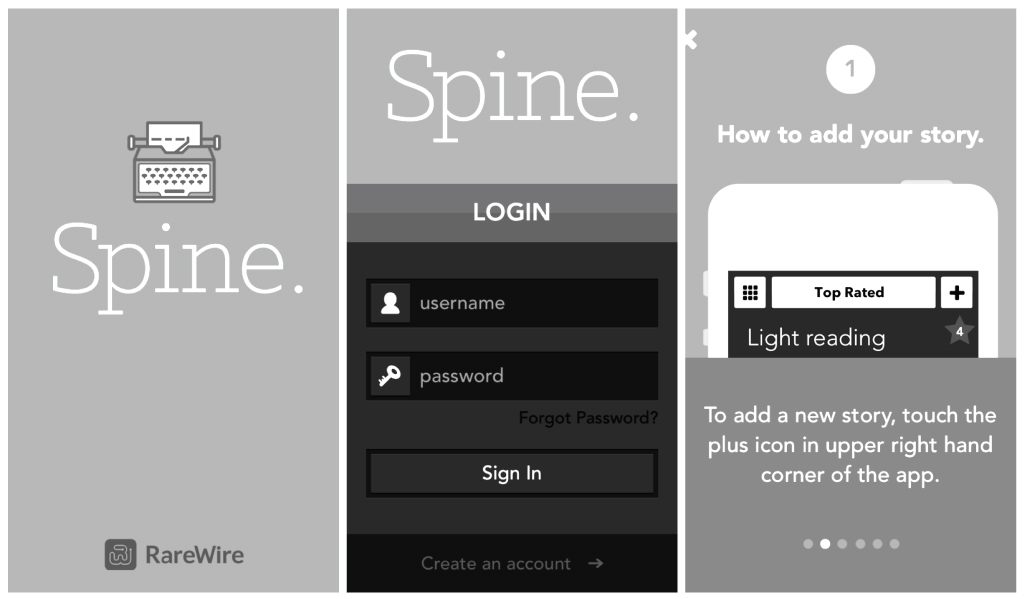 Spine.
RareWire
Spine.
LOGIN
username
password
Forgot Password?
Sign In
Create an account →
1
How to add your story.
Top Rated +
Light reading 4
To add a new story, touch the
plus icon in upper right hand
corner of the app.